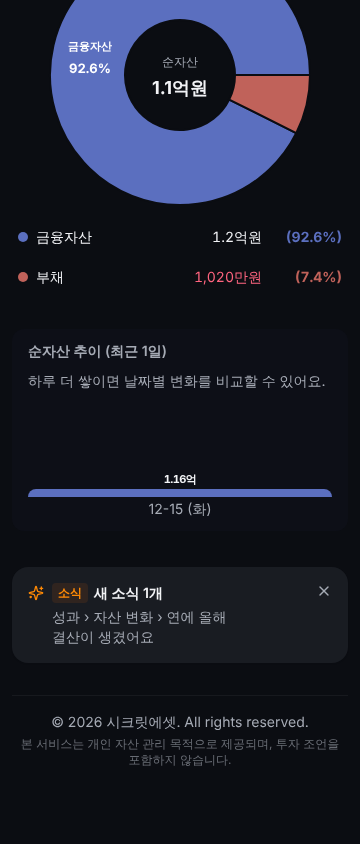 금융자산
92.6%
순자산
1.1억원
금융자산 1.2억원 (92.6%)
부채 1,020만원 (7.4%)
순자산 추이 (최근 1일)
하루 더 쌓이면 날짜별 변화를 비교할 수 있어요.
1.16억
12-15 (화)
소식 새 소식 1개
성과 › 자산 변화 › 연에 올해
결산이 생겼어요
© 2026 시크릿에셋. All rights reserved.
본 서비스는 개인 자산 관리 목적으로 제공되며, 투자 조언을
포함하지 않습니다.